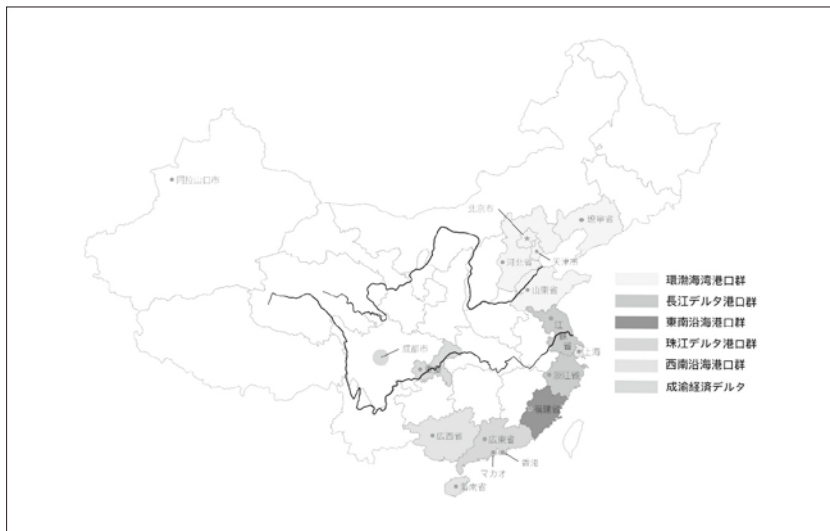 阿拉山口市
北京市
遼寧省
河北省
天津市
山東省
江
蘇
省
上海
成都市
浙江省
福建省
広西省
広東省
マカオ
香港
海南省
環渤海湾港口群
長江デルタ港口群
東南沿海港口群
珠江デルタ港口群
西南沿海港口群
成渝経済デルタ